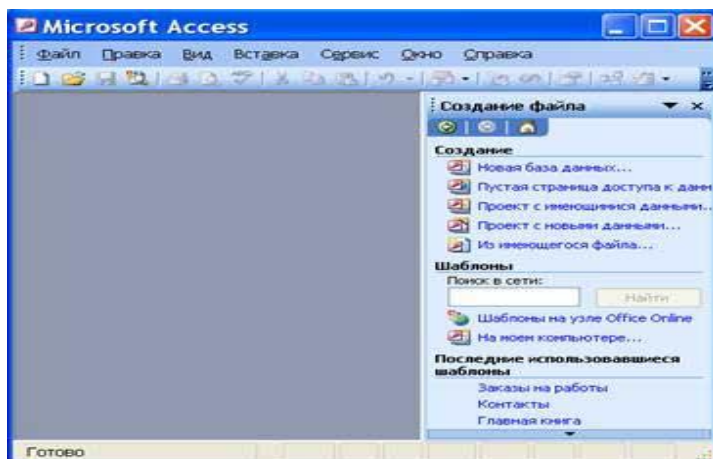 Microsoft Access
Файл Правка Вид Вставка Сервис Окно Справка
Создание файла
Создание
Новая база данных...
Пустая страница доступа к данн
Проект с имеющимися данными...
Проект с новыми данными...
Из имеющегося файла...
Шаблоны
Поиск в сети:
Найти
Шаблоны на узле Office Online
На моем компьютере...
Последние использовавшиеся
шаблоны
Заказы на работы
Контакты
Главная книга
Готово